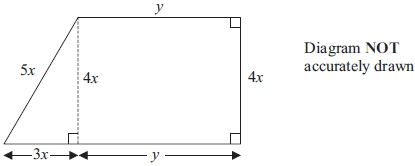 y
Diagram NOT
accurately drawn
5x
4x
4x
3x
y